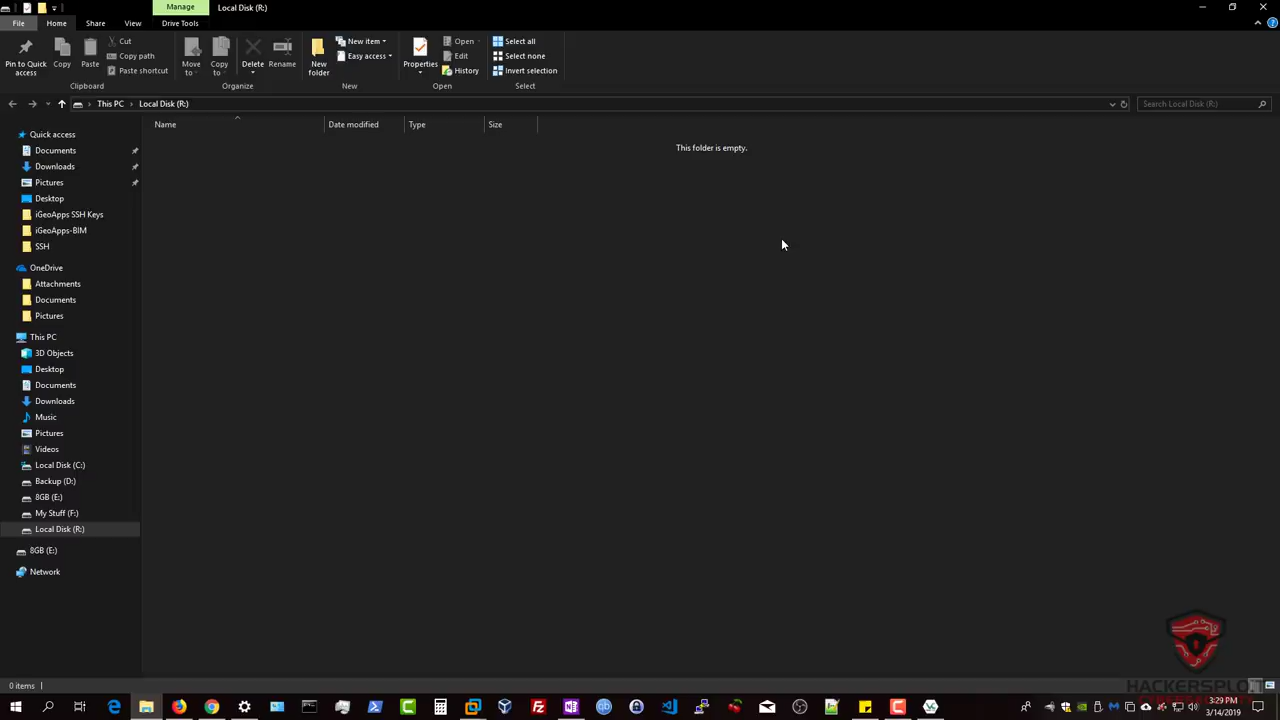 Manage
Local Disk (R:)
File
Home
Share
View
Drive Tools
Pin to Quick access
Copy
Paste
Cut
Copy path
Paste shortcut
Clipboard
Move to
Copy to
Delete
Rename
Organize
New folder
New item
Easy access
New
Properties
Open
Edit
History
Open
Select all
Select none
Invert selection
Select
This PC > Local Disk (R:)
Search Local Disk (R:)
Name
Date modified
Type
Size
This folder is empty.
Quick access
Documents
Downloads
Pictures
Desktop
iGeoApps SSH Keys
iGeoApps-BIM
SSH
OneDrive
Attachments
Documents
Pictures
This PC
3D Objects
Desktop
Documents
Downloads
Music
Pictures
Videos
Local Disk (C:)
Backup (D:)
8GB (E:)
My Stuff (F:)
Local Disk (R:)
8GB (E:)
Network
0 items
HACKERSPLOIT
3:29 PM
3/14/2019